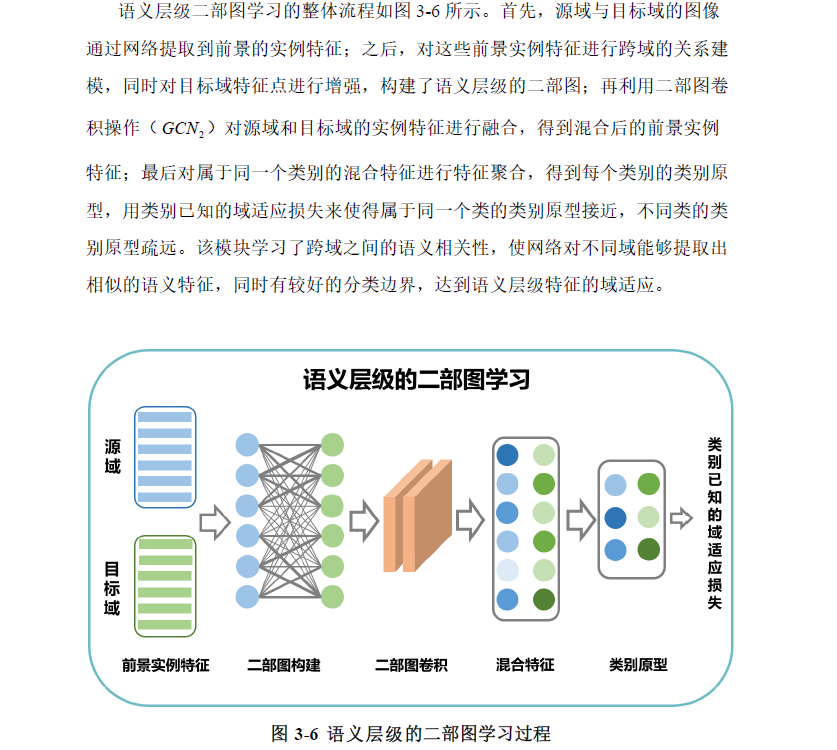 语义层级二部图学习的整体流程如图 3-6 所示。首先，源域与目标域的图像
通过网络提取到前景的实例特征；之后，对这些前景实例特征进行跨域的关系建
模，同时对目标域特征点进行增强，构建了语义层级的二部图；再利用二部图卷
积操作（GCN₂）对源域和目标域的实例特征进行融合，得到混合后的前景实例
特征；最后对属于同一个类别的混合特征进行特征聚合，得到每个类别的类别原
型，用类别已知的域适应损失来使得属于同一个类的类别原型接近，不同类的类
别原型疏远。该模块学习了跨域之间的语义相关性，使网络对不同域能够提取出
相似的语义特征，同时有较好的分类边界，达到语义层级特征的域适应。
语义层级的二部图学习
源域
目标域
类别已知的域适应损失
前景实例特征
二部图构建
二部图卷积
混合特征
类别原型
图 3-6 语义层级的二部图学习过程